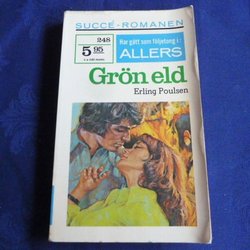 SUCCÉ-ROMANEN
248
5 95
Har gått som följetong i:
ALLERS
Grön eld
Erling Poulsen